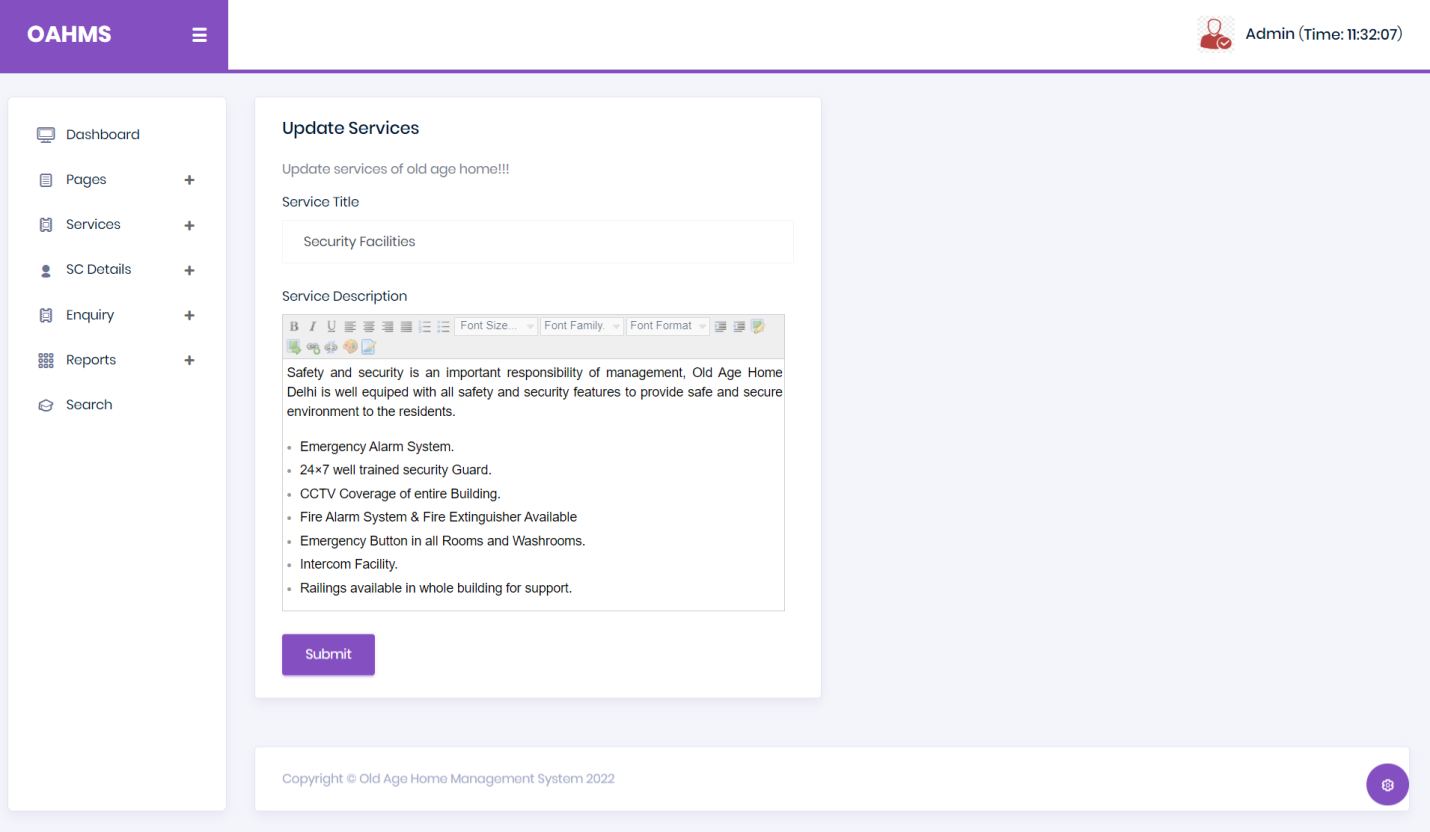 OAHMS
Admin (Time: 11:32:07)
Dashboard
Pages
Services
SC Details
Enquiry
Reports
Search
Update Services
Update services of old age home!!!
Service Title
Security Facilities
Service Description
B I U Font Size... Font Family. Font Format
Safety and security is an important responsibility of management, Old Age Home
Delhi is well equiped with all safety and security features to provide safe and secure
environment to the residents.
Emergency Alarm System.
24×7 well trained security Guard.
CCTV Coverage of entire Building.
Fire Alarm System & Fire Extinguisher Available
Emergency Button in all Rooms and Washrooms.
Intercom Facility.
Railings available in whole building for support.
Submit
Copyright © Old Age Home Management System 2022